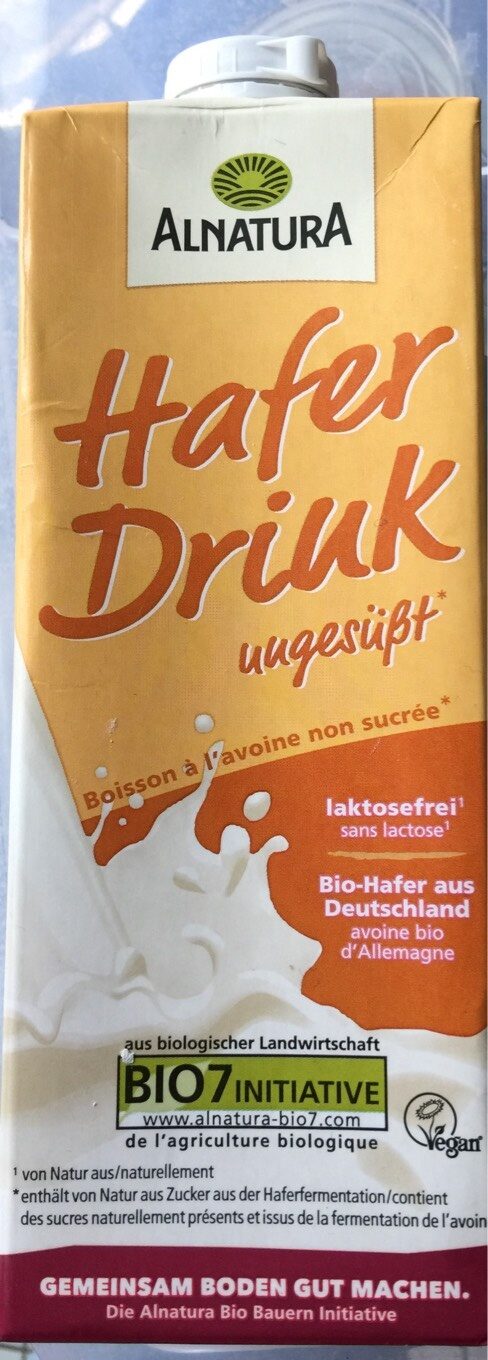 ALNATURA
Hafer
Drink
ungesüßt*
Boisson à l'avoine non sucrée*
laktosefrei¹
sans lactose¹
Bio-Hafer aus
Deutschland
avoine bio
d'Allemagne
aus biologischer Landwirtschaft
BIO7 INITIATIVE
www.alnatura-bio7.com
de l'agriculture biologique
Vegan
¹ von Natur aus/naturellement
*enthält von Natur aus Zucker aus der Haferfermentation/contient
des sucres naturellement présents et issus de la fermentation de l'avoin
GEMEINSAM BODEN GUT MACHEN.
Die Alnatura Bio Bauern Initiative